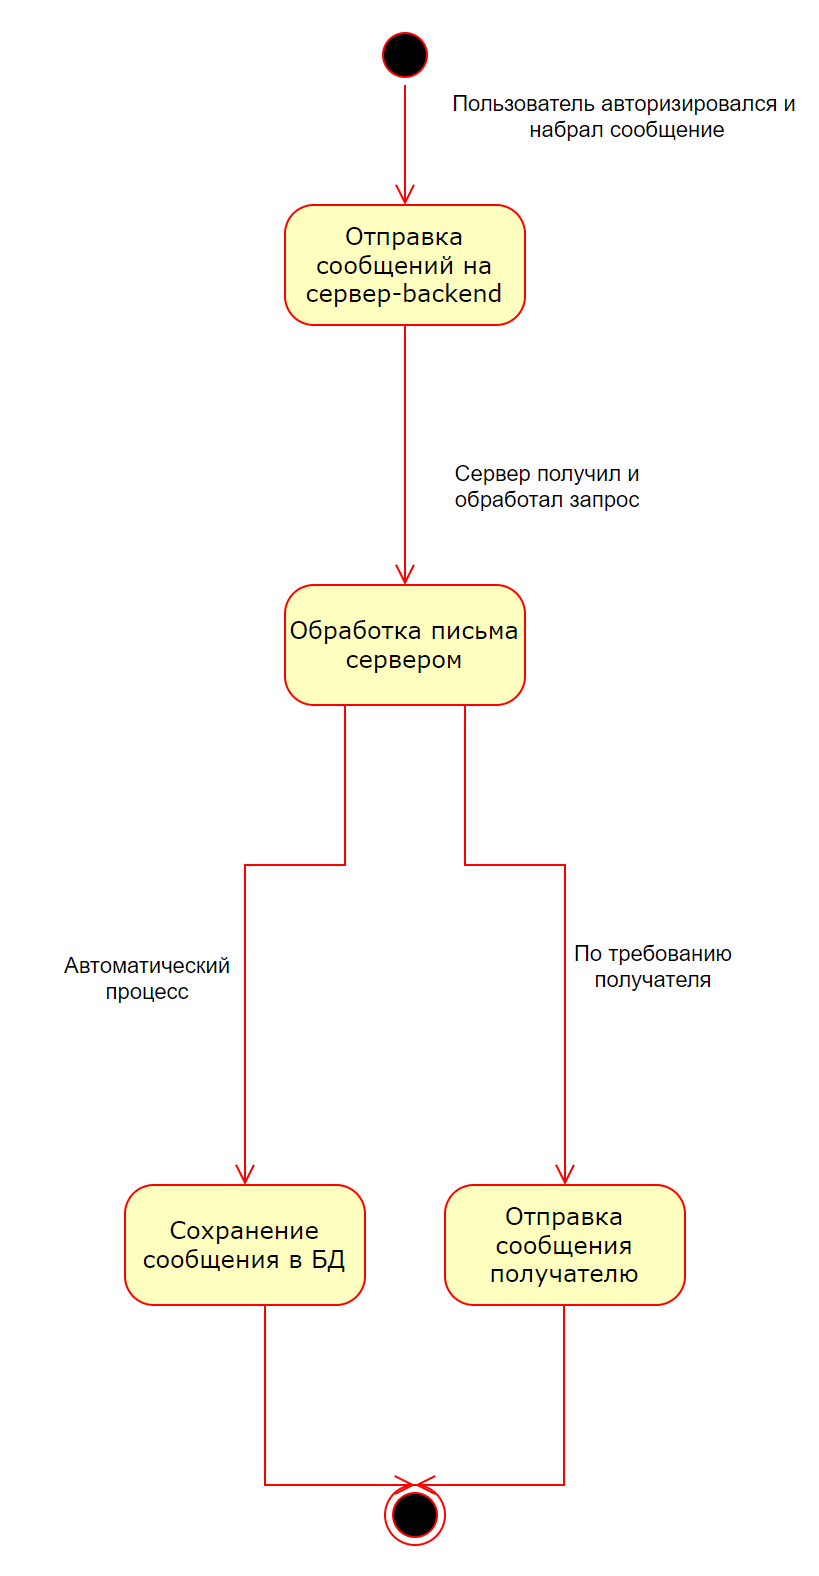 Пользователь авторизировался и
набрал сообщение
Отправка
сообщений на
сервер-backend
Сервер получил и
обработал запрос
Обработка письма
сервером
Автоматический
процесс
По требованию
получателя
Сохранение
сообщения в БД
Отправка
сообщения
получателю